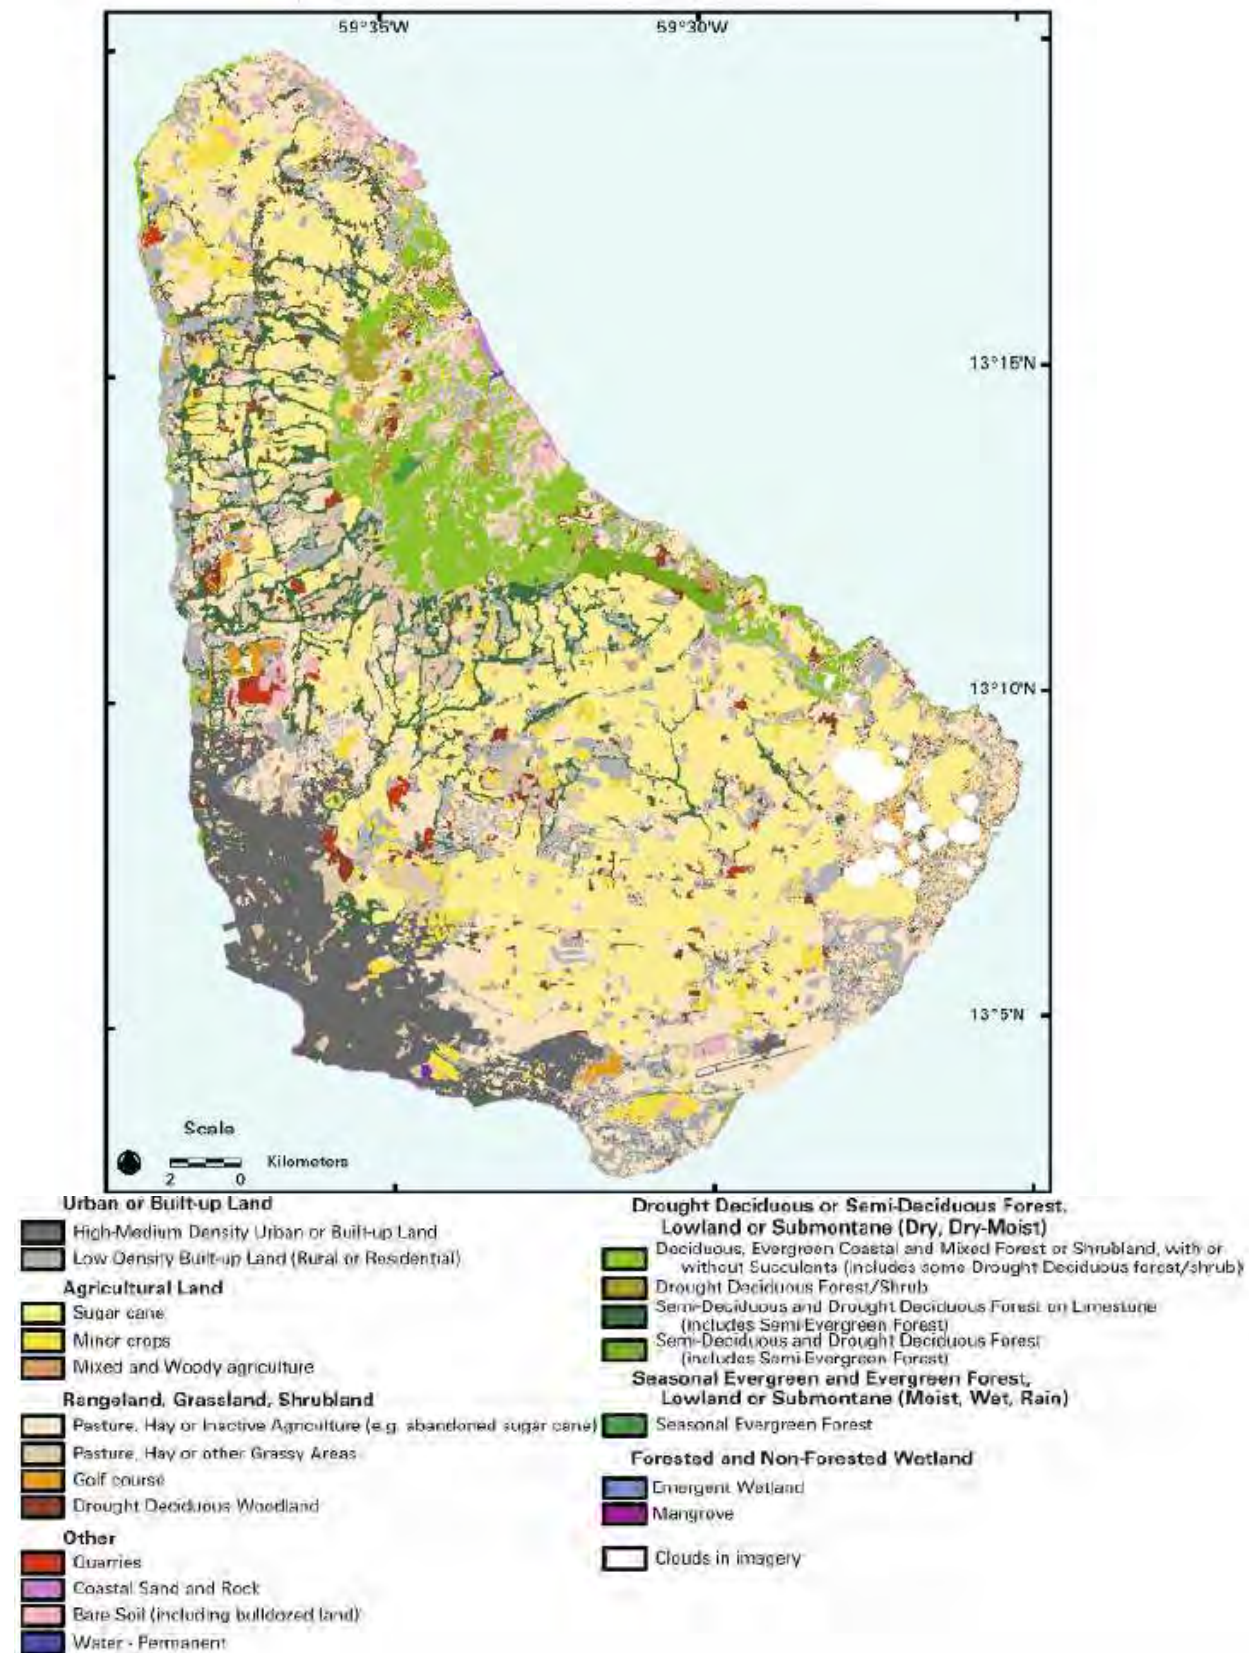 59°35'W
59°30'W
13°15'N
13°10'N
13°5'N
Scale
Kilometers
2 0
Urban or Built-up Land
High-Medium Density Urban or Built-up Land
Low Density Built-up Land (Rural or Residential)
Agricultural Land
Sugar cane
Minor crops
Mixed and Woody agriculture
Rangeland, Grassland, Shrubland
Pasture, Hay or Inactive Agriculture (e.g. abandoned sugar cane)
Pasture, Hay or other Grassy Areas
Golf course
Drought Deciduous Woodland
Other
Quarries
Coastal Sand and Rock
Bare Soil (including bulldozed land)
Water - Permanent
Drought Deciduous or Semi-Deciduous Forest,
Lowland or Submontane (Dry, Dry-Moist)
Deciduous, Evergreen Coastal and Mixed Forest or Shrubland, with or
without Succulents (includes some Drought Deciduous forest/shrub)
Drought Deciduous Forest/Shrub
Semi-Deciduous and Drought Deciduous Forest on Limestone
(includes Semi-Evergreen Forest)
Semi-Deciduous and Drought Deciduous Forest
(includes Semi-Evergreen Forest)
Seasonal Evergreen and Evergreen Forest,
Lowland or Submontane (Moist, Wet, Rain)
Seasonal Evergreen Forest
Forested and Non-Forested Wetland
Emergent Wetland
Mangrove
Clouds in imagery